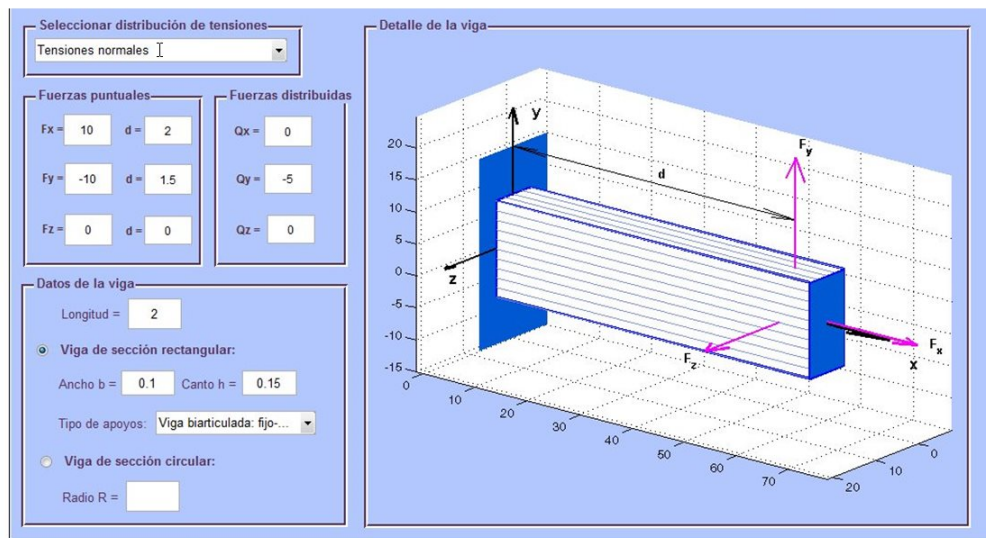 Seleccionar distribución de tensiones
Tensiones normales
Fuerzas puntuales
Fx = 10 d = 2
Fy = -10 d = 1.5
Fz = 0 d = 0
Fuerzas distribuidas
Qx = 0
Qy = -5
Qz = 0
Datos de la viga
Longitud = 2
Viga de sección rectangular:
Ancho b = 0.1 Canto h = 0.15
Tipo de apoyos: Viga biarticulada: fijo-...
Viga de sección circular:
Radio R =
Detalle de la viga
y
Fy
d
z
Fz
Fx
x
20
15
10
5
0
-5
-10
-15
0
10
20
30
40
50
60
70
20
10
0